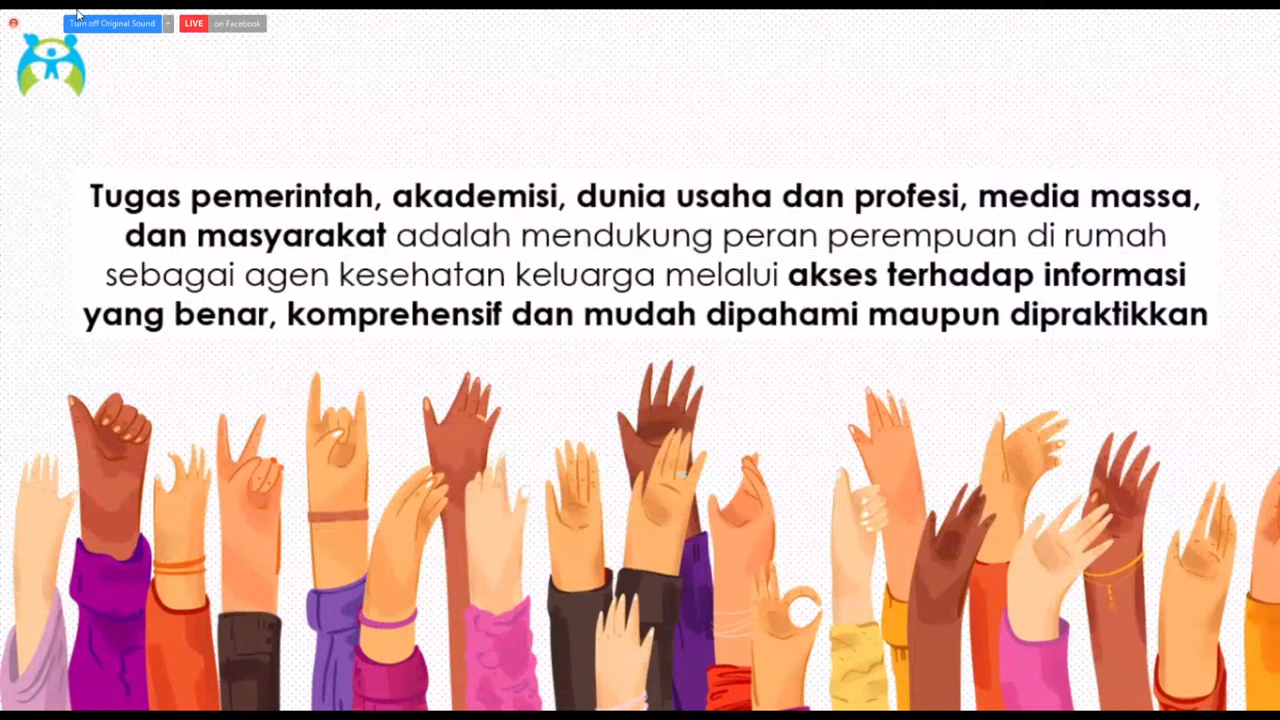 Turn off Original Sound
LIVE on Facebook
Tugas pemerintah, akademisi, dunia usaha dan profesi, media massa,
dan masyarakat adalah mendukung peran perempuan di rumah
sebagai agen kesehatan keluarga melalui akses terhadap informasi
yang benar, komprehensif dan mudah dipahami maupun dipraktikkan